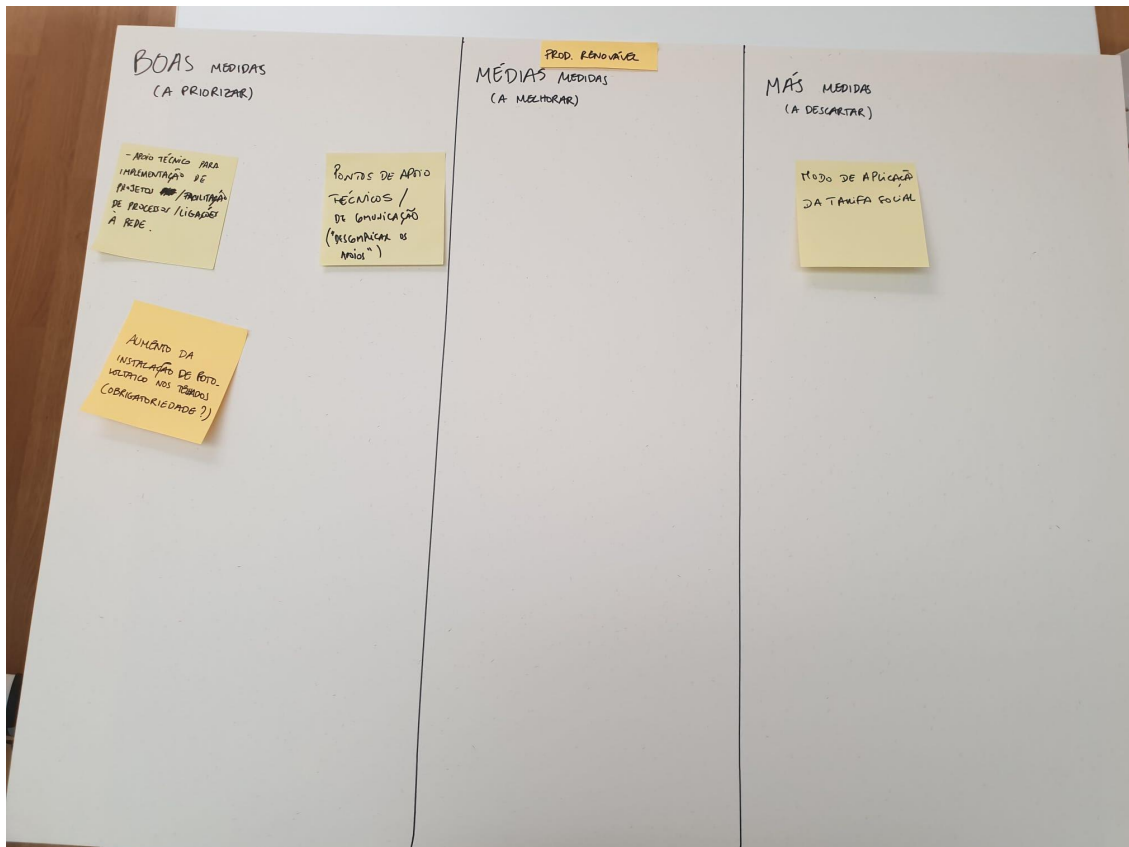 PROD. RENOVÁVEL
BOAS MEDIDAS
(A PRIORIZAR)
- APOIO TÉCNICO PARA
IMPLEMENTAÇÃO DE
PROJETOS /FACILITAÇÃO
DE PROCESSOS /LIGAÇÕES
À REDE.
PONTOS DE APOIO
TÉCNICOS /
DE COMUNICAÇÃO
("DESCOMPLICAR OS
APOIOS")
AUMENTO DA
INSTALAÇÃO DE FOTO-
VOLTAICO NOS TELHADOS
(OBRIGATORIEDADE?)
MÉDIAS MEDIDAS
(A MELHORAR)
MÁS MEDIDAS
(A DESCARTAR)
MODO DE APLICAÇÃO
DA TARIFA SOCIAL